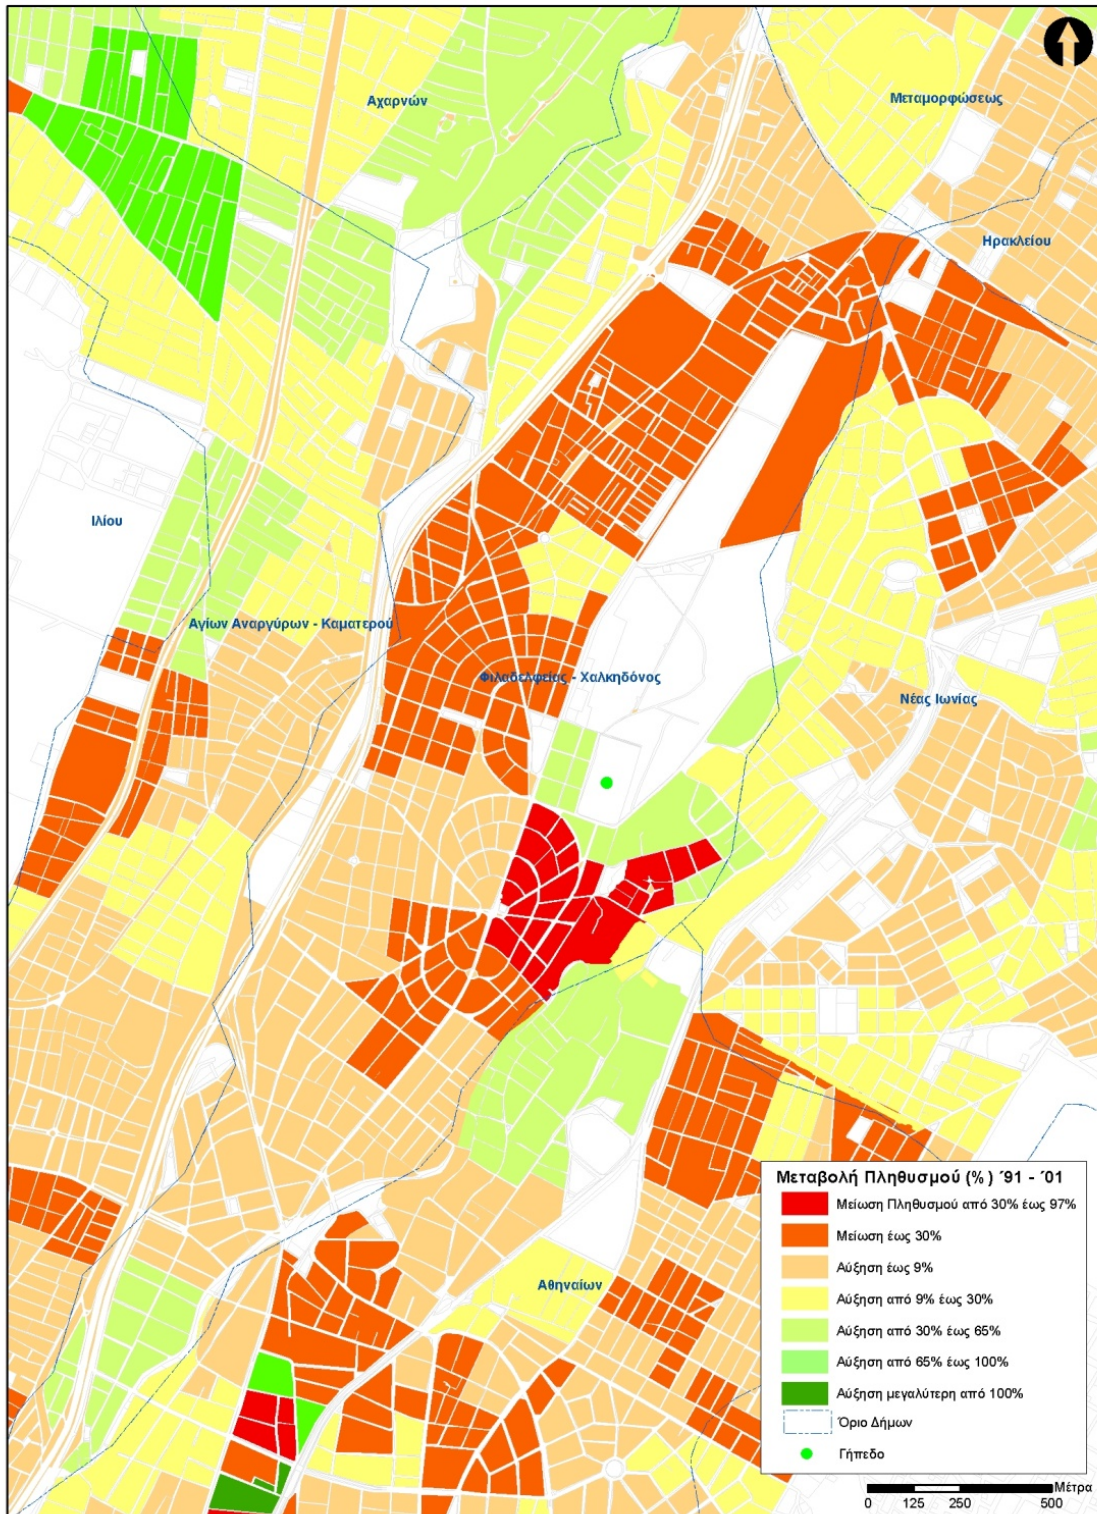 Αχαρνών
Μεταμορφώσεως
Ηρακλείου
Ιλίου
Αγίων Αναργύρων - Καματερού
Φιλαδελφείας - Χαλκηδόνος
Νέας Ιωνίας
Αθηναίων
Μεταβολή Πληθυσμού (%) ΄91 - ΄01
Μείωση Πληθυσμού από 30% έως 97%
Μείωση έως 30%
Αύξηση έως 9%
Αύξηση από 9% έως 30%
Αύξηση από 30% έως 65%
Αύξηση από 65% έως 100%
Αύξηση μεγαλύτερη από 100%
Όριο Δήμων
Γήπεδο
Μέτρα
0 125 250 500